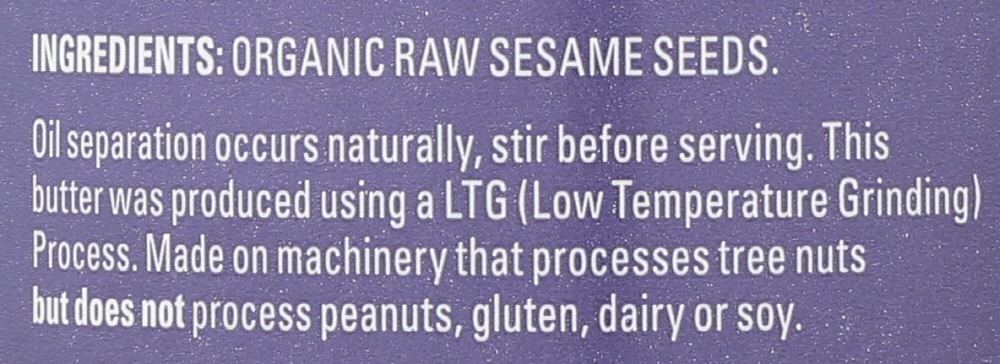 INGREDIENTS: ORGANIC RAW SESAME SEEDS.
Oil separation occurs naturally, stir before serving. This
butter was produced using a LTG (Low Temperature Grinding)
Process. Made on machinery that processes tree nuts
but does not process peanuts, gluten, dairy or soy.